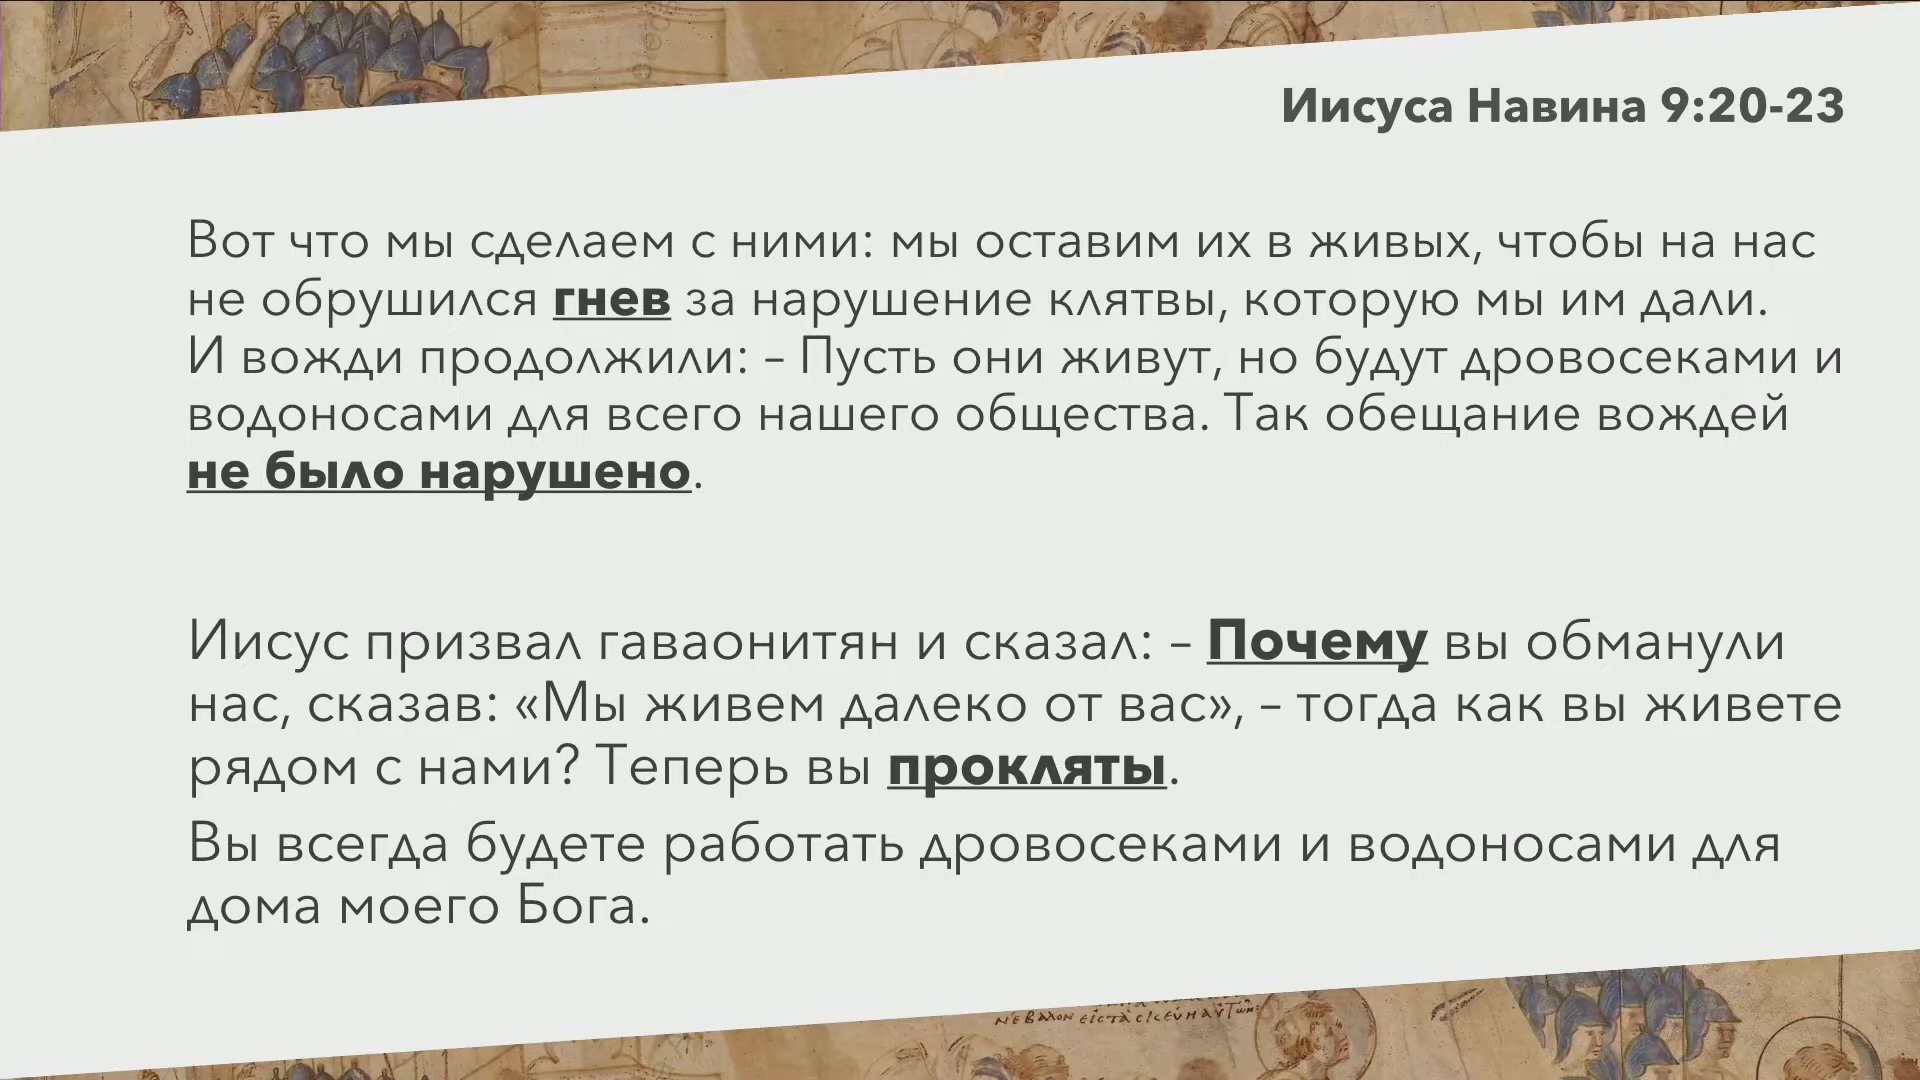 Иисуса Навина 9:20-23
Вот что мы сделаем с ними: мы оставим их в живых, чтобы на нас
не обрушился гнев за нарушение клятвы, которую мы им дали.
И вожди продолжили: – Пусть они живут, но будут дровосеками и
водоносами для всего нашего общества. Так обещание вождей
не было нарушено.
Иисус призвал гаваонитян и сказал: – Почему вы обманули
нас, сказав: «Мы живем далеко от вас», – тогда как вы живете
рядом с нами? Теперь вы прокляты.
Вы всегда будете работать дровосеками и водоносами для
дома моего Бога.